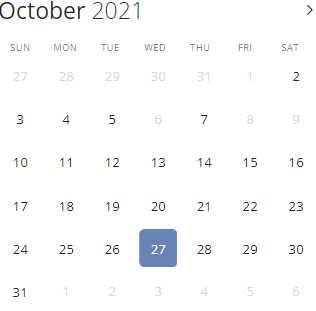 October 2021
SUN MON TUE WED THU FRI SAT
27 28 29 30 31 1 2
3 4 5 6 7 8 9
10 11 12 13 14 15 16
17 18 19 20 21 22 23
24 25 26 27 28 29 30
31 1 2 3 4 5 6